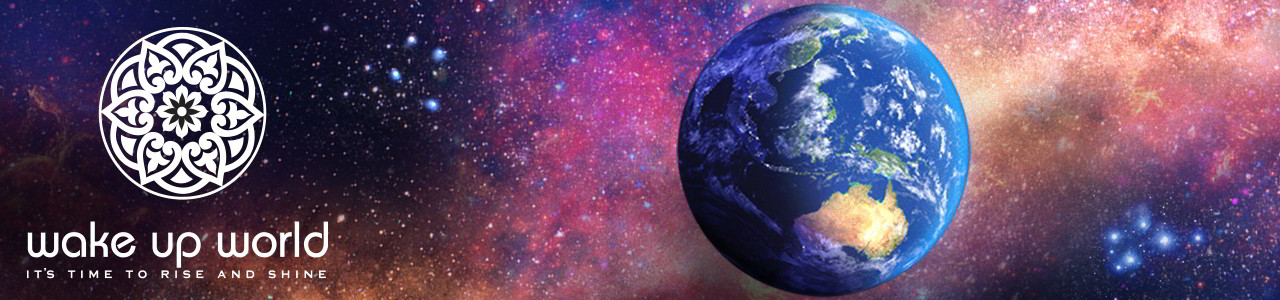 wake up world
IT'S TIME TO RISE AND SHINE